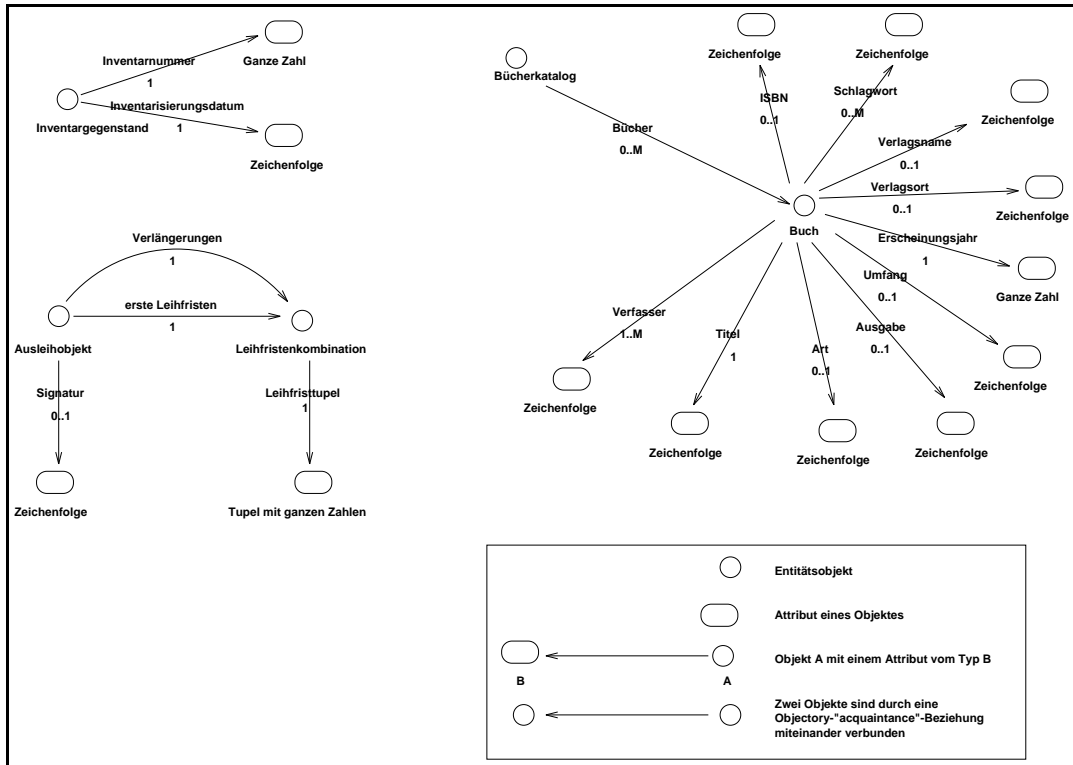 Inventarnummer
1
Ganze Zahl
Inventarisierungsdatum
1
Inventargegenstand
Zeichenfolge
Verlängerungen
1
erste Leihfristen
1
Ausleihobjekt
Leihfristenkombination
Signatur
0..1
Leihfristtupel
1
Zeichenfolge
Tupel mit ganzen Zahlen
Bücherkatalog
Bücher
0..M
Zeichenfolge
ISBN
0..1
Zeichenfolge
Schlagwort
0..M
Zeichenfolge
Verlagsname
0..1
Verlagsort
0..1
Zeichenfolge
Buch
Erscheinungsjahr
1
Ganze Zahl
Umfang
0..1
Zeichenfolge
Ausgabe
0..1
Zeichenfolge
Art
0..1
Zeichenfolge
Titel
1
Zeichenfolge
Verfasser
1..M
Zeichenfolge
Entitätsobjekt
Attribut eines Objektes
Objekt A mit einem Attribut vom Typ B
B
A
Zwei Objekte sind durch eine
Objectory-"acquaintance"-Beziehung
miteinander verbunden